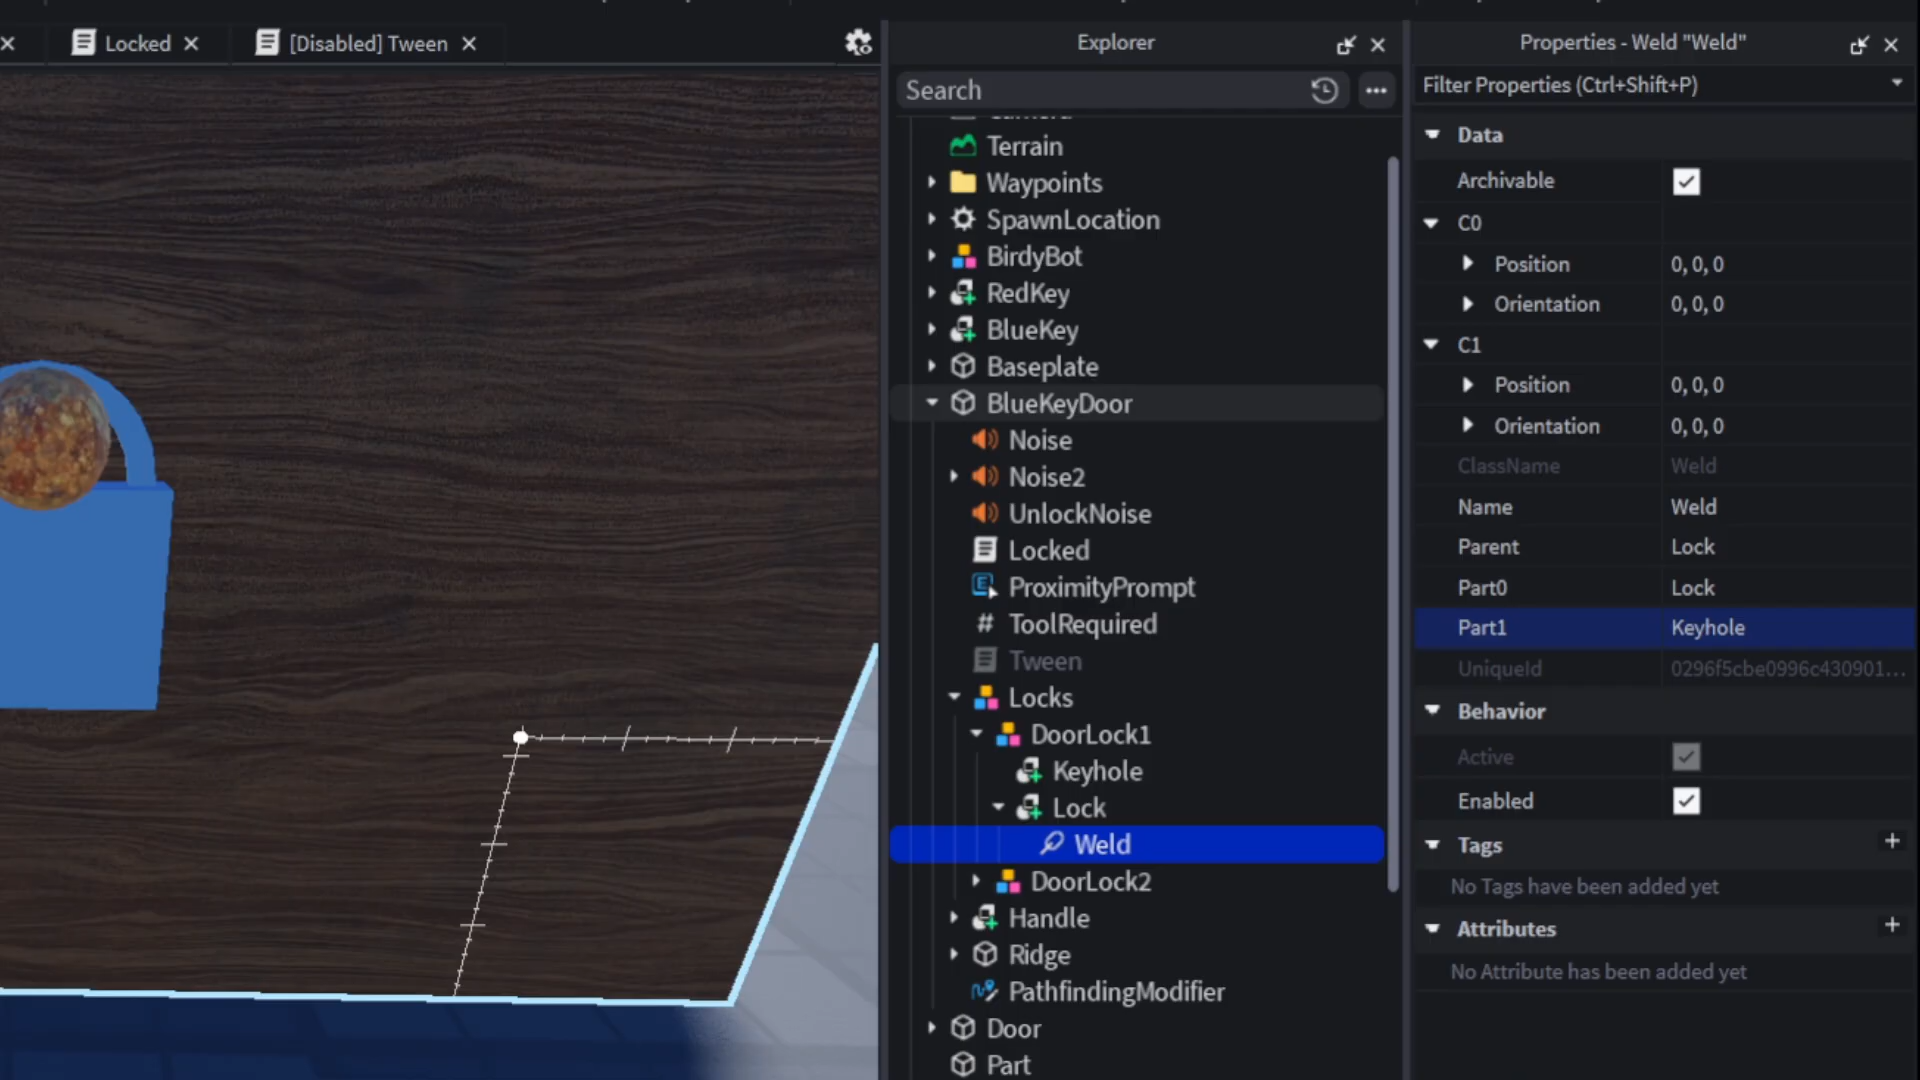 Locked
[Disabled] Tween
Explorer
Search
Terrain
Waypoints
SpawnLocation
BirdyBot
RedKey
BlueKey
Baseplate
BlueKeyDoor
Noise
Noise2
UnlockNoise
Locked
ProximityPrompt
ToolRequired
Tween
Locks
DoorLock1
Keyhole
Lock
Weld
DoorLock2
Handle
Ridge
PathfindingModifier
Door
Part
Properties - Weld "Weld"
Filter Properties (Ctrl+Shift+P)
Data
Archivable
C0
Position 0, 0, 0
Orientation 0, 0, 0
C1
Position 0, 0, 0
Orientation 0, 0, 0
ClassName Weld
Name Weld
Parent Lock
Part0 Lock
Part1 Keyhole
UniqueId 0296f5cbe0996c430901...
Behavior
Active
Enabled
Tags
No Tags have been added yet
Attributes
No Attribute has been added yet